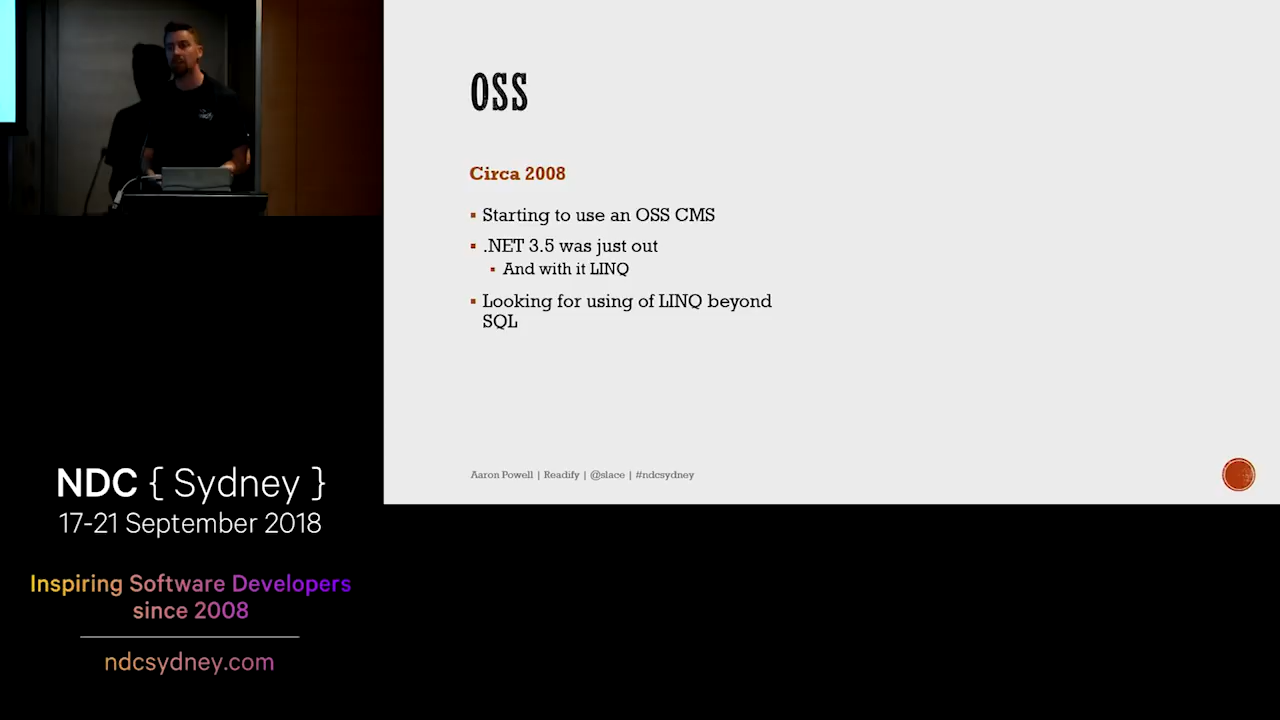 OSS
Circa 2008
Starting to use an OSS CMS
.NET 3.5 was just out
And with it LINQ
Looking for using of LINQ beyond
SQL
Aaron Powell | Readify | @slace | #ndcsydney
NDC { Sydney }
17-21 September 2018
Inspiring Software Developers
since 2008
ndcsydney.com